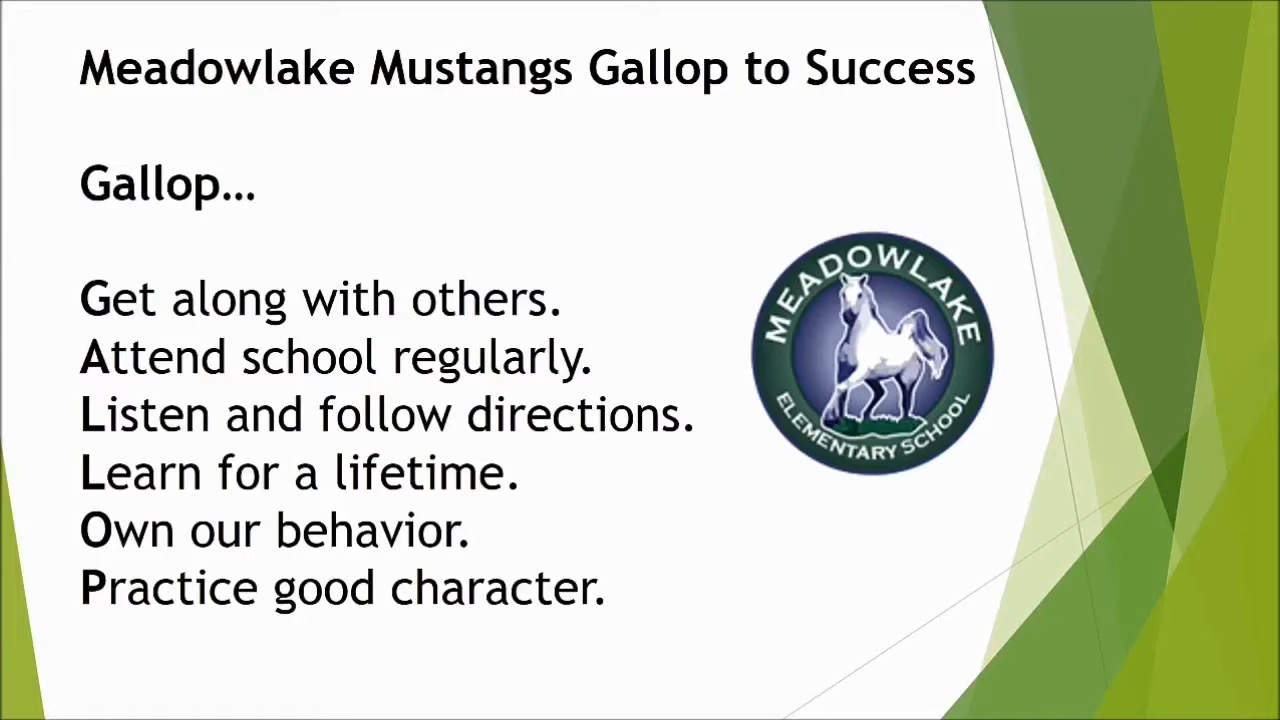 Meadowlake Mustangs Gallop to Success
Gallop…
Get along with others.
Attend school regularly.
Listen and follow directions.
Learn for a lifetime.
Own our behavior.
Practice good character.
MEADOWLAKE
ELEMENTARY SCHOOL